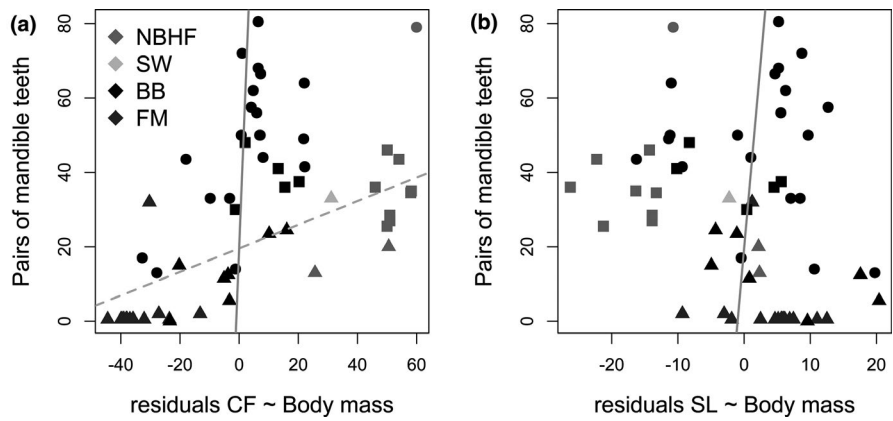 (a)
Pairs of mandible teeth
80
60
40
20
0
NBHF
SW
BB
FM
-40 -20 0 20 40 60
residuals CF ~ Body mass
(b)
Pairs of mandible teeth
80
60
40
20
0
-20 -10 0 10 20
residuals SL ~ Body mass